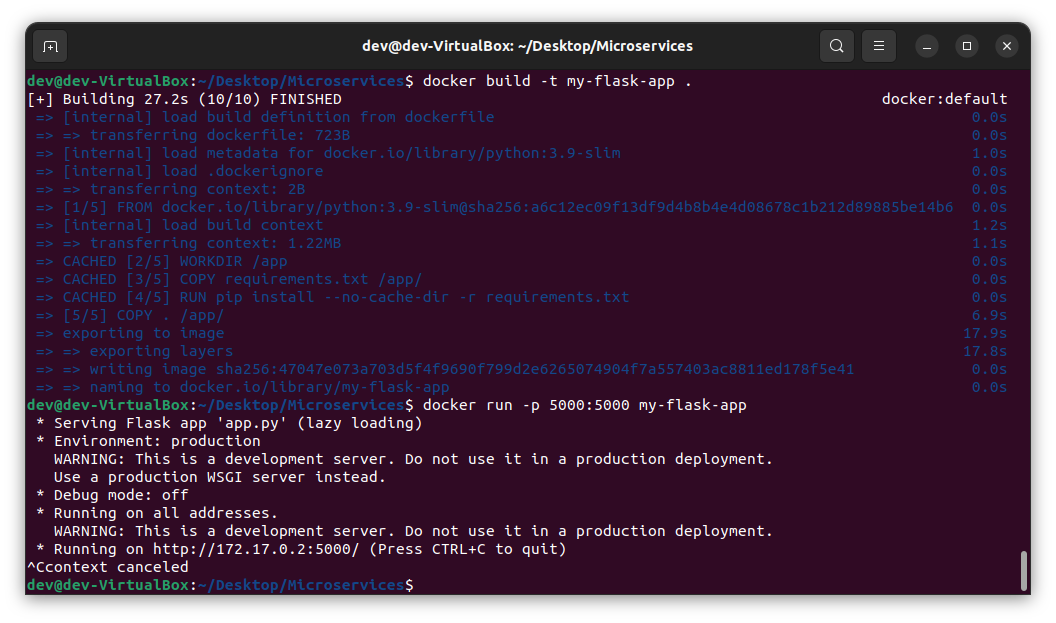 dev@dev-VirtualBox: ~/Desktop/Microservices
dev@dev-VirtualBox:~/Desktop/Microservices$ docker build -t my-flask-app .
[+] Building 27.2s (10/10) FINISHED docker:default
=> [internal] load build definition from dockerfile 0.0s
=> => transferring dockerfile: 723B 0.0s
=> [internal] load metadata for docker.io/library/python:3.9-slim 1.0s
=> [internal] load .dockerignore 0.0s
=> => transferring context: 2B 0.0s
=> [1/5] FROM docker.io/library/python:3.9-slim@sha256:a6c12ec09f13df9d4b8b4e4d08678c1b212d89885be14b6 0.0s
=> [internal] load build context 1.2s
=> => transferring context: 1.22MB 1.1s
=> CACHED [2/5] WORKDIR /app 0.0s
=> CACHED [3/5] COPY requirements.txt /app/ 0.0s
=> CACHED [4/5] RUN pip install --no-cache-dir -r requirements.txt 0.0s
=> [5/5] COPY . /app/ 6.9s
=> exporting to image 17.9s
=> => exporting layers 17.8s
=> => writing image sha256:47047e073a703d5f4f9690f799d2e6265074904f7a557403ac8811ed178f5e41 0.0s
=> => naming to docker.io/library/my-flask-app 0.0s
dev@dev-VirtualBox:~/Desktop/Microservices$ docker run -p 5000:5000 my-flask-app
* Serving Flask app 'app.py' (lazy loading)
* Environment: production
WARNING: This is a development server. Do not use it in a production deployment.
Use a production WSGI server instead.
* Debug mode: off
* Running on all addresses.
WARNING: This is a development server. Do not use it in a production deployment.
* Running on http://172.17.0.2:5000/ (Press CTRL+C to quit)
^Ccontext canceled
dev@dev-VirtualBox:~/Desktop/Microservices$